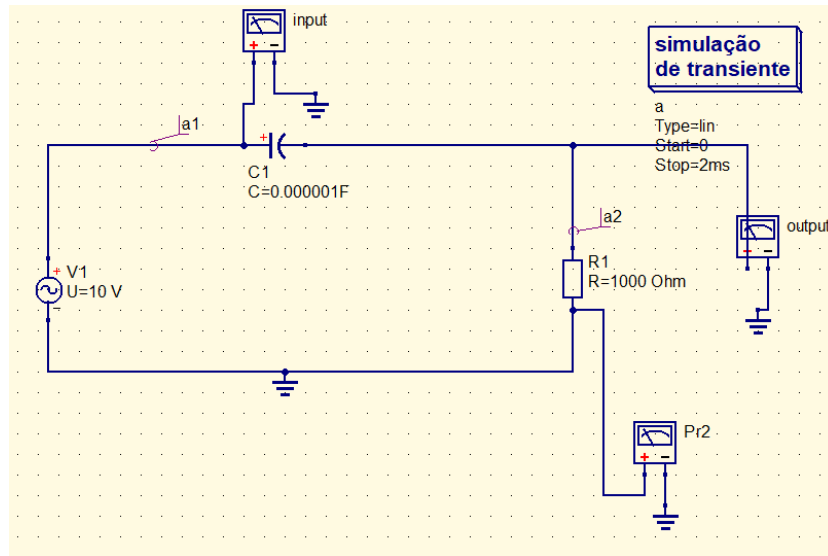 input
simulação
de transiente
a
Type=lin
Start=0
Stop=2ms
a1
C1
C=0.000001F
a2
output
V1
U=10 V
R1
R=1000 Ohm
Pr2